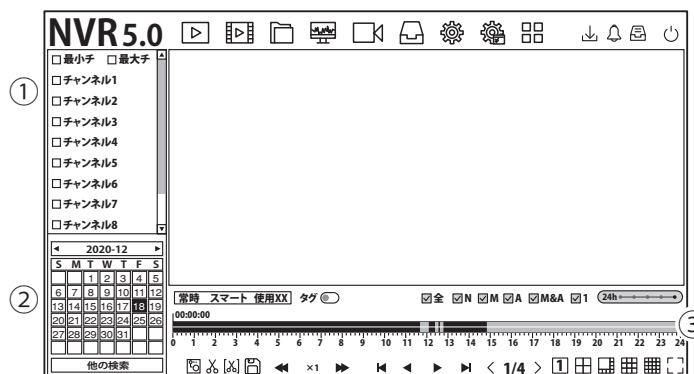 NVR 5.0
①
□最小チ □最大チ
□チャンネル1
□チャンネル2
□チャンネル3
□チャンネル4
□チャンネル5
□チャンネル6
□チャンネル7
□チャンネル8
②
2020-12
S M T W T F S
1 2 3 4 5
6 7 8 9 10 11 12
13 14 15 16 17 18 19
20 21 22 23 24 25 26
27 28 29 30 31
他の検索
常時 スマート 使用XX タグ
☑全 ☑N ☑M ☑A ☑M&A ☑1 24h
③
00:00:00
0 1 2 3 4 5 6 7 8 9 10 11 12 13 14 15 16 17 18 19 20 21 22 23 24
×1
1/4
1